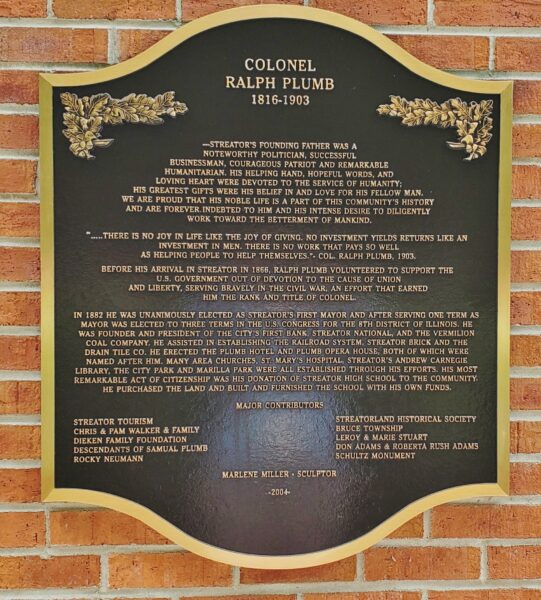 COLONEL
RALPH PLUMB
1816-1903
—STREATOR'S FOUNDING FATHER WAS A
NOTEWORTHY POLITICIAN, SUCCESSFUL
BUSINESSMAN, COURAGEOUS PATRIOT AND REMARKABLE
HUMANITARIAN. HIS HELPING HAND, HOPEFUL WORDS, AND
LOVING HEART WERE DEVOTED TO THE SERVICE OF HUMANITY;
HIS GREATEST GIFTS WERE HIS BELIEF IN AND LOVE FOR HIS FELLOW MAN.
WE ARE PROUD THAT HIS NOBLE LIFE IS A PART OF THIS COMMUNITY'S HISTORY
AND ARE FOREVER INDEBTED TO HIM AND HIS INTENSE DESIRE TO DILIGENTLY
WORK TOWARD THE BETTERMENT OF MANKIND.
".....THERE IS NO JOY IN LIFE LIKE THE JOY OF GIVING. NO INVESTMENT YIELDS RETURNS LIKE AN
INVESTMENT IN MEN. THERE IS NO WORK THAT PAYS SO WELL
AS HELPING PEOPLE TO HELP THEMSELVES."- COL. RALPH PLUMB, 1903.
BEFORE HIS ARRIVAL IN STREATOR IN 1866, RALPH PLUMB VOLUNTEERED TO SUPPORT THE
U.S. GOVERNMENT OUT OF DEVOTION TO THE CAUSE OF UNION
AND LIBERTY, SERVING BRAVELY IN THE CIVIL WAR, AN EFFORT THAT EARNED
HIM THE RANK AND TITLE OF COLONEL.
IN 1882 HE WAS UNANIMOUSLY ELECTED AS STREATOR'S FIRST MAYOR AND AFTER SERVING ONE TERM AS
MAYOR WAS ELECTED TO THREE TERMS IN THE U.S. CONGRESS FOR THE 8TH DISTRICT OF ILLINOIS. HE
WAS FOUNDER AND PRESIDENT OF THE CITY'S FIRST BANK, STREATOR NATIONAL, AND THE VERMILION
COAL COMPANY. HE ASSISTED IN ESTABLISHING THE RAILROAD SYSTEM, STREATOR BRICK AND THE
DRAIN TILE CO. HE ERECTED THE PLUMB HOTEL AND PLUMB OPERA HOUSE, BOTH OF WHICH WERE
NAMED AFTER HIM. MANY AREA CHURCHES, ST. MARY'S HOSPITAL, STREATOR'S ANDREW CARNEGIE
LIBRARY, THE CITY PARK AND MARILLA PARK WERE ALL ESTABLISHED THROUGH HIS EFFORTS. HIS MOST
REMARKABLE ACT OF CITIZENSHIP WAS HIS DONATION OF STREATOR HIGH SCHOOL TO THE COMMUNITY.
HE PURCHASED THE LAND AND BUILT AND FURNISHED THE SCHOOL WITH HIS OWN FUNDS.
MAJOR CONTRIBUTORS
STREATOR TOURISM
CHRIS & PAM WALKER & FAMILY
DIEKEN FAMILY FOUNDATION
DESCENDANTS OF SAMUAL PLUMB
ROCKY NEUMANN
STREATORLAND HISTORICAL SOCIETY
BRUCE TOWNSHIP
LEROY & MARIE STUART
DON ADAMS & ROBERTA RUSH ADAMS
SCHULTZ MONUMENT
MARLENE MILLER - SCULPTOR
-2004-